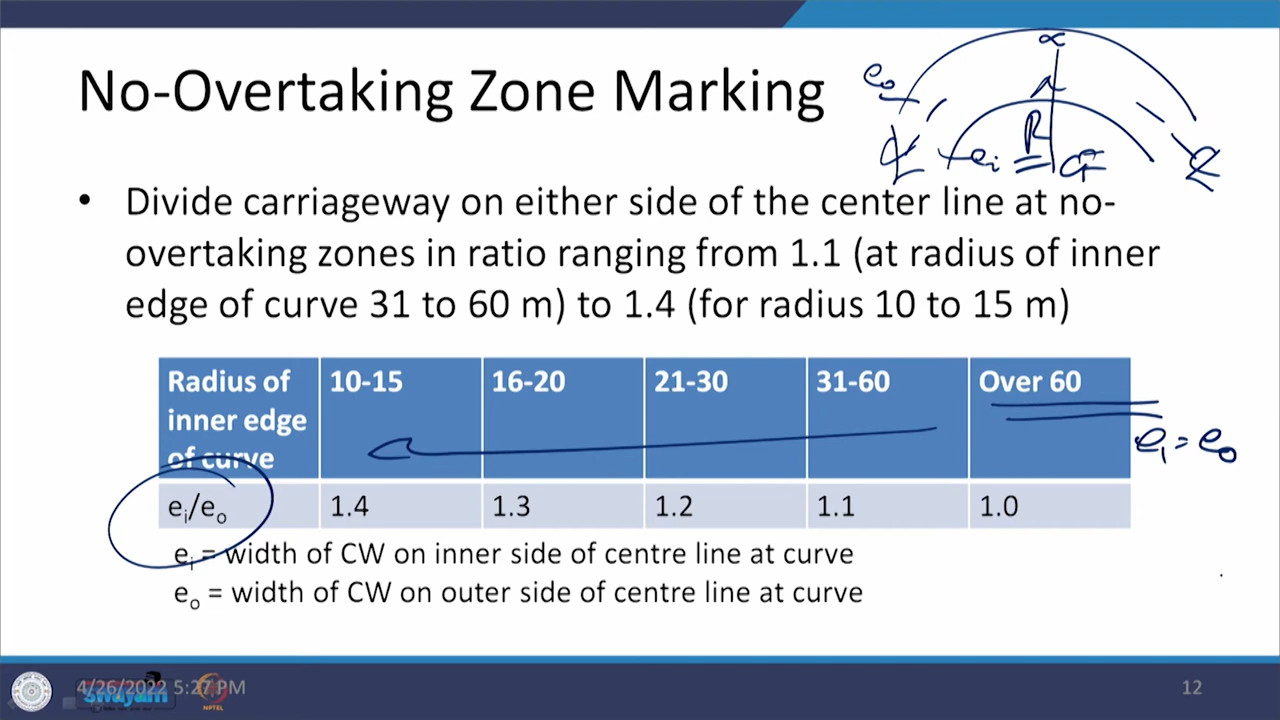 No-Overtaking Zone Marking
e₀
R
eᵢ
• Divide carriageway on either side of the center line at no-
overtaking zones in ratio ranging from 1.1 (at radius of inner
edge of curve 31 to 60 m) to 1.4 (for radius 10 to 15 m)
Radius of inner edge of curve 10-15 16-20 21-30 31-60 Over 60
eᵢ = e₀
eᵢ/eₒ 1.4 1.3 1.2 1.1 1.0
eᵢ = width of CW on inner side of centre line at curve
eₒ = width of CW on outer side of centre line at curve
4/26/2022 5:27 PM
swayam
NPTEL
12